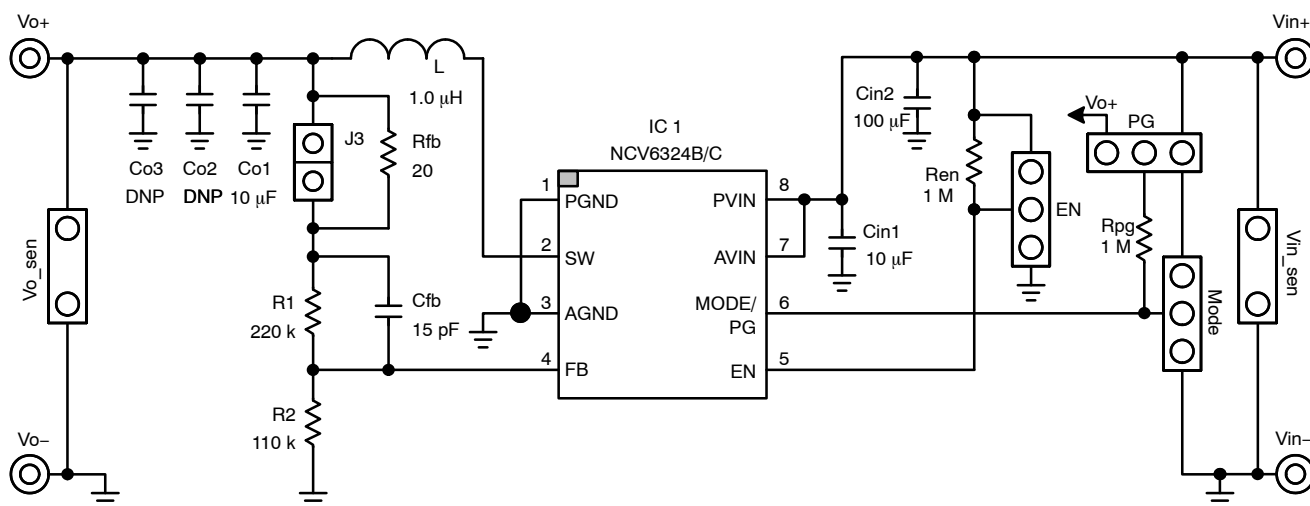 Vo+
Vin+
L
1.0 μH
Cin2
100 μF
Vo+
PG
IC 1
NCV6324B/C
J3
Rfb
20
Co3
DNP
Co2
DNP
Co1
10 μF
Ren
1 M
EN
1
PGND
PVIN
8
Rpg
1 M
Cin1
10 μF
Vo_sen
Vin_sen
2
SW
AVIN
7
R1
220 k
Cfb
15 pF
3
AGND
MODE/
PG
6
Mode
4
FB
EN
5
R2
110 k
Vo−
Vin−